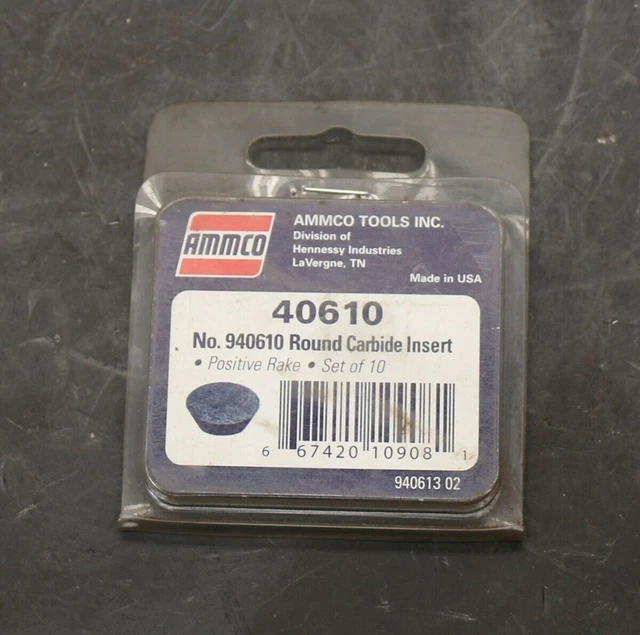 AMMCO
AMMCO TOOLS INC.
Division of
Hennessy Industries
LaVergne, TN
Made in USA
40610
No. 940610 Round Carbide Insert
• Positive Rake • Set of 10
6 67420 10908 1
940613 02